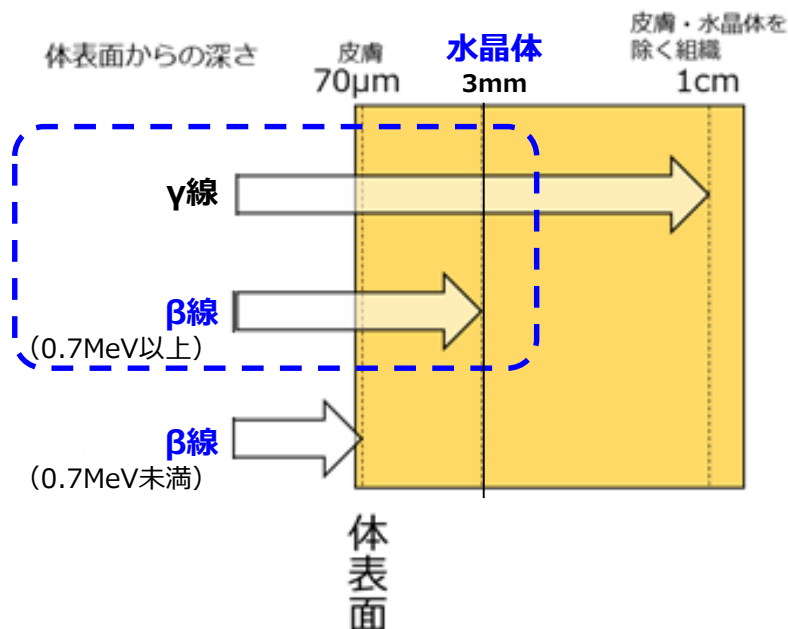 体表面からの深さ
皮膚
70μm
水晶体
3mm
皮膚・水晶体を
除く組織
1cm
γ線
β線
（0.7MeV以上）
β線
（0.7MeV未満）
体表面